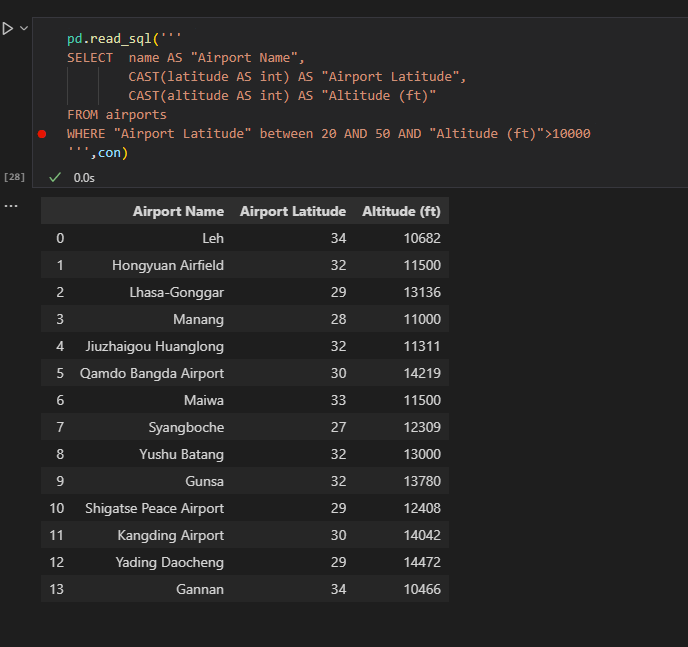 pd.read_sql('''
SELECT  name AS "Airport Name",
        CAST(latitude AS int) AS "Airport Latitude",
        CAST(altitude AS int) AS "Altitude (ft)"
FROM airports
WHERE "Airport Latitude" between 20 AND 50 AND "Altitude (ft)">10000
''',con)
[28] 0.0s
Airport Name Airport Latitude Altitude (ft)
0 Leh 34 10682
1 Hongyuan Airfield 32 11500
2 Lhasa-Gonggar 29 13136
3 Manang 28 11000
4 Jiuzhaigou Huanglong 32 11311
5 Qamdo Bangda Airport 30 14219
6 Maiwa 33 11500
7 Syangboche 27 12309
8 Yushu Batang 32 13000
9 Gunsa 32 13780
10 Shigatse Peace Airport 29 12408
11 Kangding Airport 30 14042
12 Yading Daocheng 29 14472
13 Gannan 34 10466